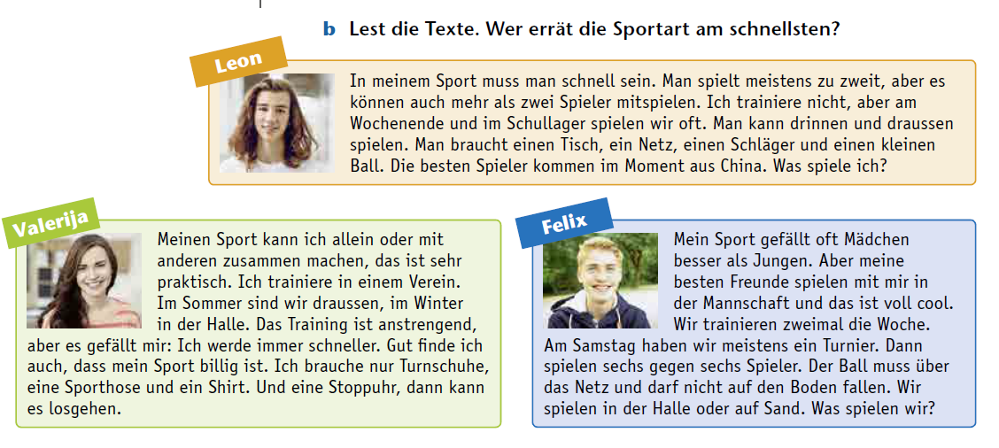 b Lest die Texte. Wer errät die Sportart am schnellsten?
Leon
In meinem Sport muss man schnell sein. Man spielt meistens zu zweit, aber es
können auch mehr als zwei Spieler mitspielen. Ich trainiere nicht, aber am
Wochenende und im Schullager spielen wir oft. Man kann drinnen und draussen
spielen. Man braucht einen Tisch, ein Netz, einen Schläger und einen kleinen
Ball. Die besten Spieler kommen im Moment aus China. Was spiele ich?
Valerija
Meinen Sport kann ich allein oder mit
anderen zusammen machen, das ist sehr
praktisch. Ich trainiere in einem Verein.
Im Sommer sind wir draussen, im Winter
in der Halle. Das Training ist anstrengend,
aber es gefällt mir: Ich werde immer schneller. Gut finde ich
auch, dass mein Sport billig ist. Ich brauche nur Turnschuhe,
eine Sporthose und ein Shirt. Und eine Stoppuhr, dann kann
es losgehen.
Felix
Mein Sport gefällt oft Mädchen
besser als Jungen. Aber meine
besten Freunde spielen mit mir in
der Mannschaft und das ist voll cool.
Wir trainieren zweimal die Woche.
Am Samstag haben wir meistens ein Turnier. Dann
spielen sechs gegen sechs Spieler. Der Ball muss über
das Netz und darf nicht auf den Boden fallen. Wir
spielen in der Halle oder auf Sand. Was spielen wir?